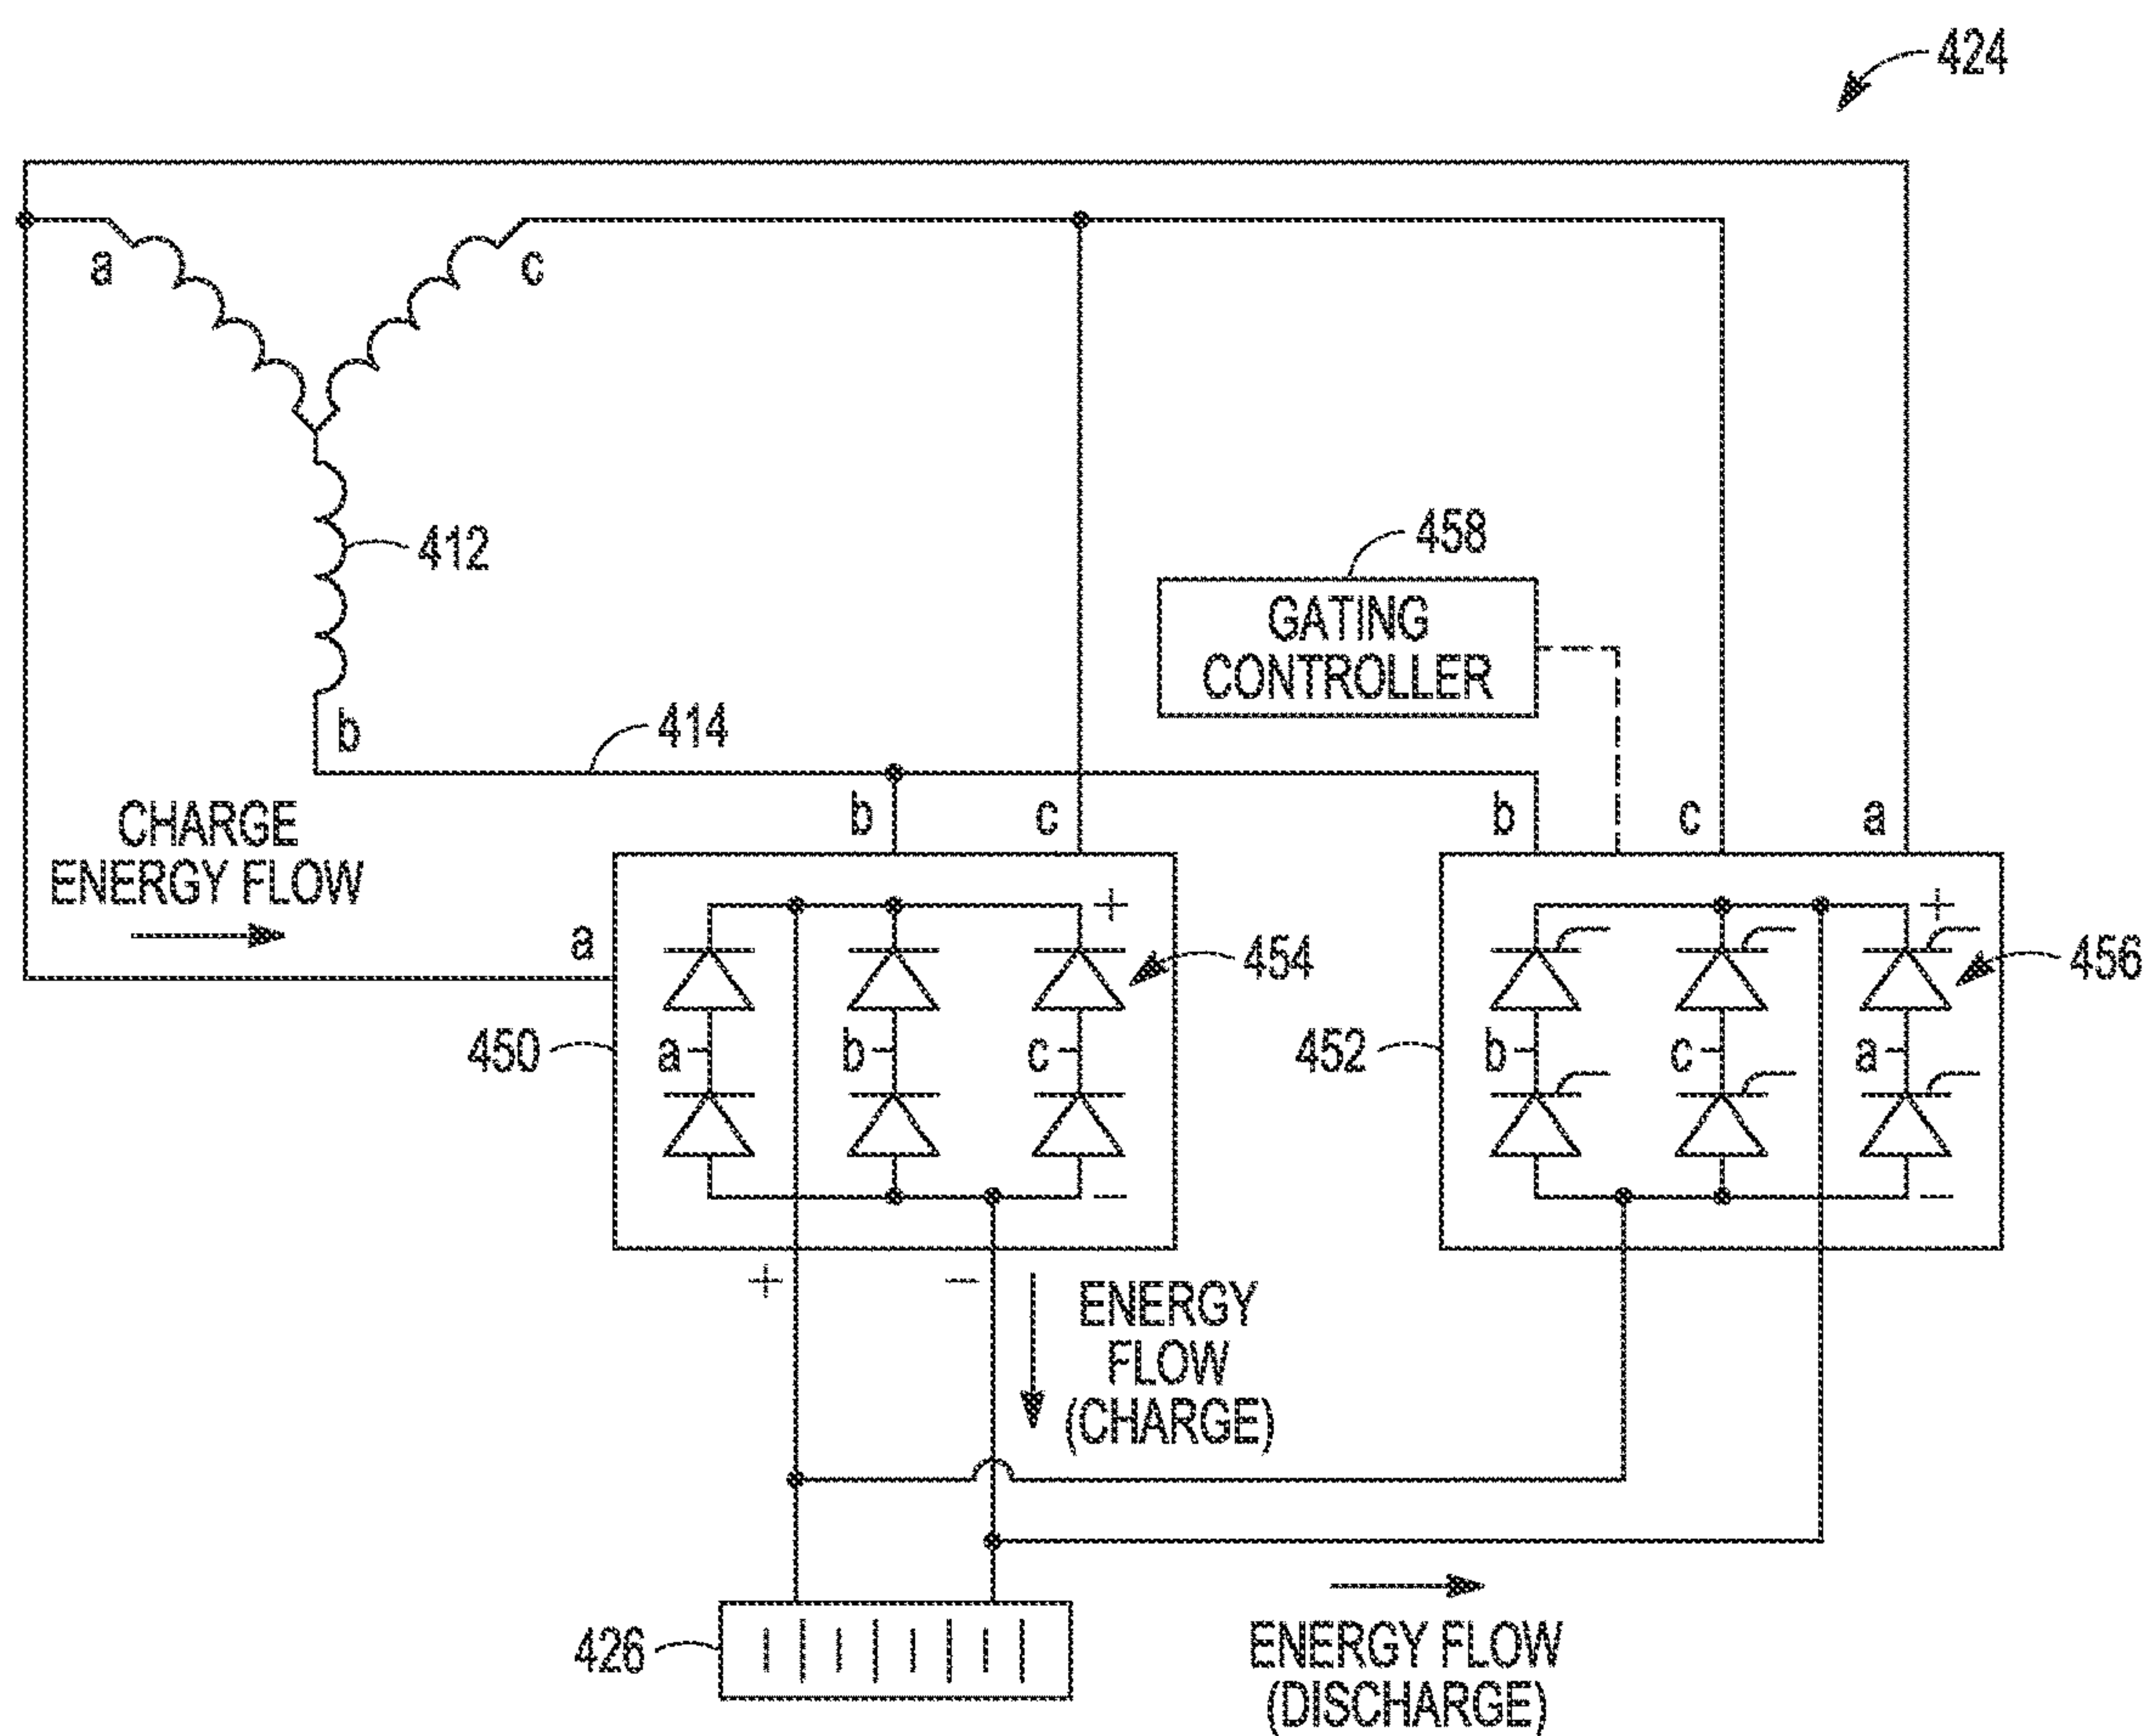 424
a
c
412
458
GATING
CONTROLLER
b
414
CHARGE
ENERGY FLOW
b
c
b
c
a
a
+
+
454
456
450
a
b
c
452
b
c
a
−
−
+
−
ENERGY
FLOW
(CHARGE)
426
ENERGY FLOW
(DISCHARGE)